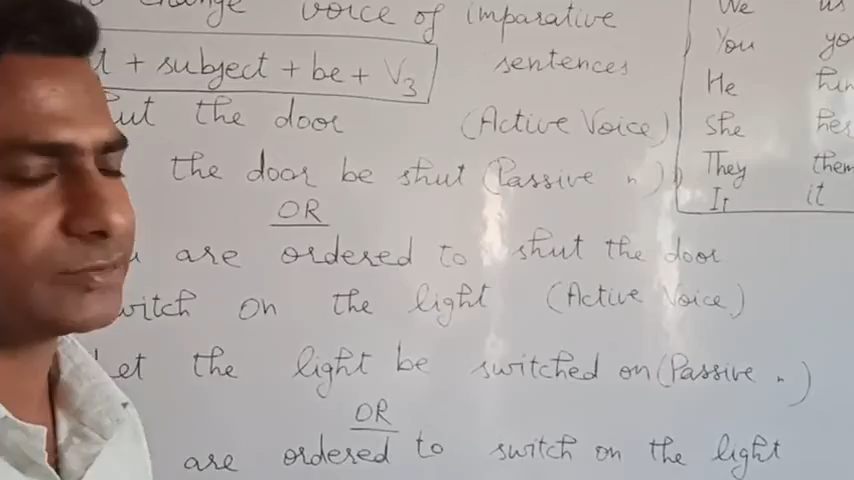 change voice of imparative
sentences
t + subject + be + V3
hut the door (Active Voice)
the door be shut (Passive ")
OR
u are ordered to shut the door
witch on the light (Active Voice)
Let the light be switched on (Passive ")
OR
are ordered to switch on the light
We us
You yo
He him
She her
They them
It it